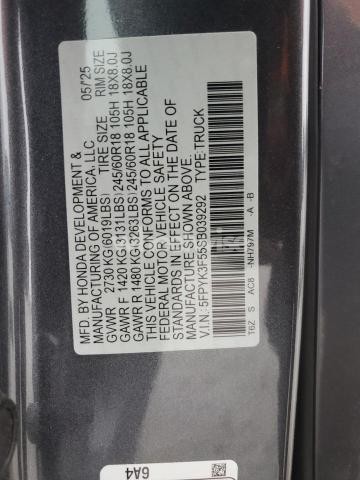 MFD. BY HONDA DEVELOPMENT & 05/'25
MANUFACTURING OF AMERICA, LLC
TIRE SIZE RIM SIZE
GVWR 2730 KG(6019LBS)
GAWR F 1420 KG(3131LBS)245/60R18 105H 18X8.0J
GAWR R 1480 KG(3263LBS)245/60R18 105H 18X8.0J
THIS VEHICLE CONFORMS TO ALL APPLICABLE
FEDERAL MOTOR VEHICLE SAFETY
STANDARDS IN EFFECT ON THE DATE OF
MANUFACTURE SHOWN ABOVE.
V.I.N.: 5FPYK3F55SB039292 TYPE:TRUCK
T6Z S AC8 -NH797M -A -B
6A4